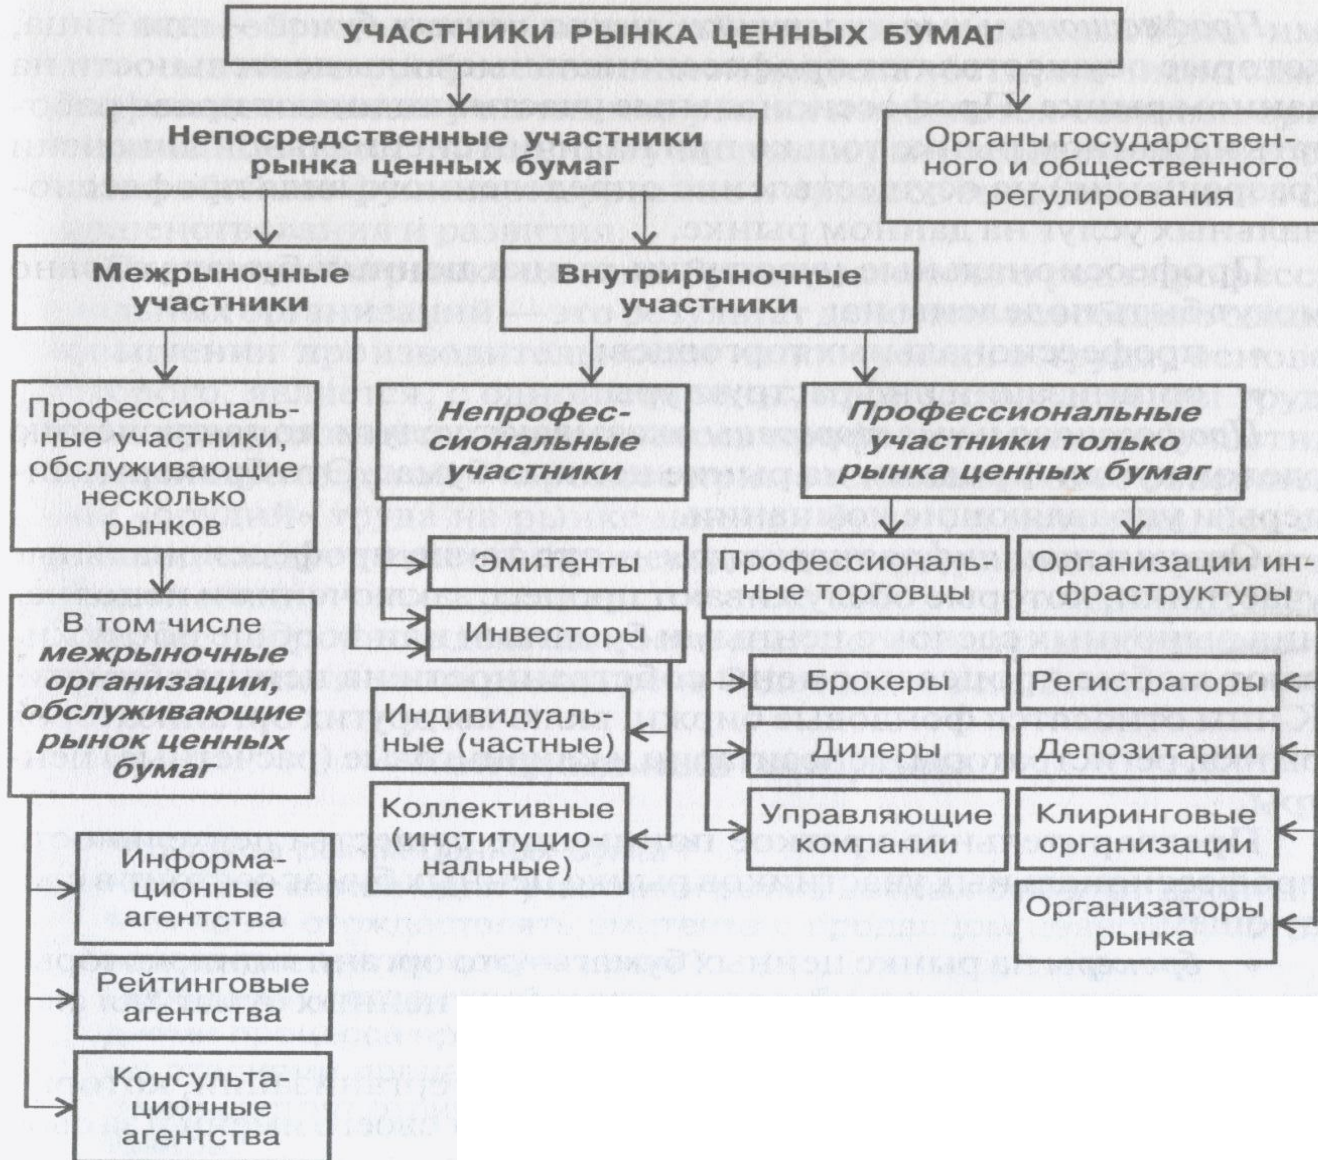 УЧАСТНИКИ РЫНКА ЦЕННЫХ БУМАГ
Непосредственные участники
рынка ценных бумаг
Органы государствен-
ного и общественного
регулирования
Межрыночные
участники
Внутрирыночные
участники
Профессиональ-
ные участники,
обслуживающие
несколько
рынков
Непрофес-
сиональные
участники
Профессиональные
участники только
рынка ценных бумаг
В том числе
межрыночные
организации,
обслуживающие
рынок ценных
бумаг
Эмитенты
Инвесторы
Профессиональ-
ные торговцы
Организации ин-
фраструктуры
Индивидуаль-
ные (частные)
Коллективные
(институцио-
нальные)
Брокеры
Дилеры
Управляющие
компании
Регистраторы
Депозитарии
Клиринговые
организации
Организаторы
рынка
Информа-
ционные
агентства
Рейтинговые
агентства
Консульта-
ционные
агентства